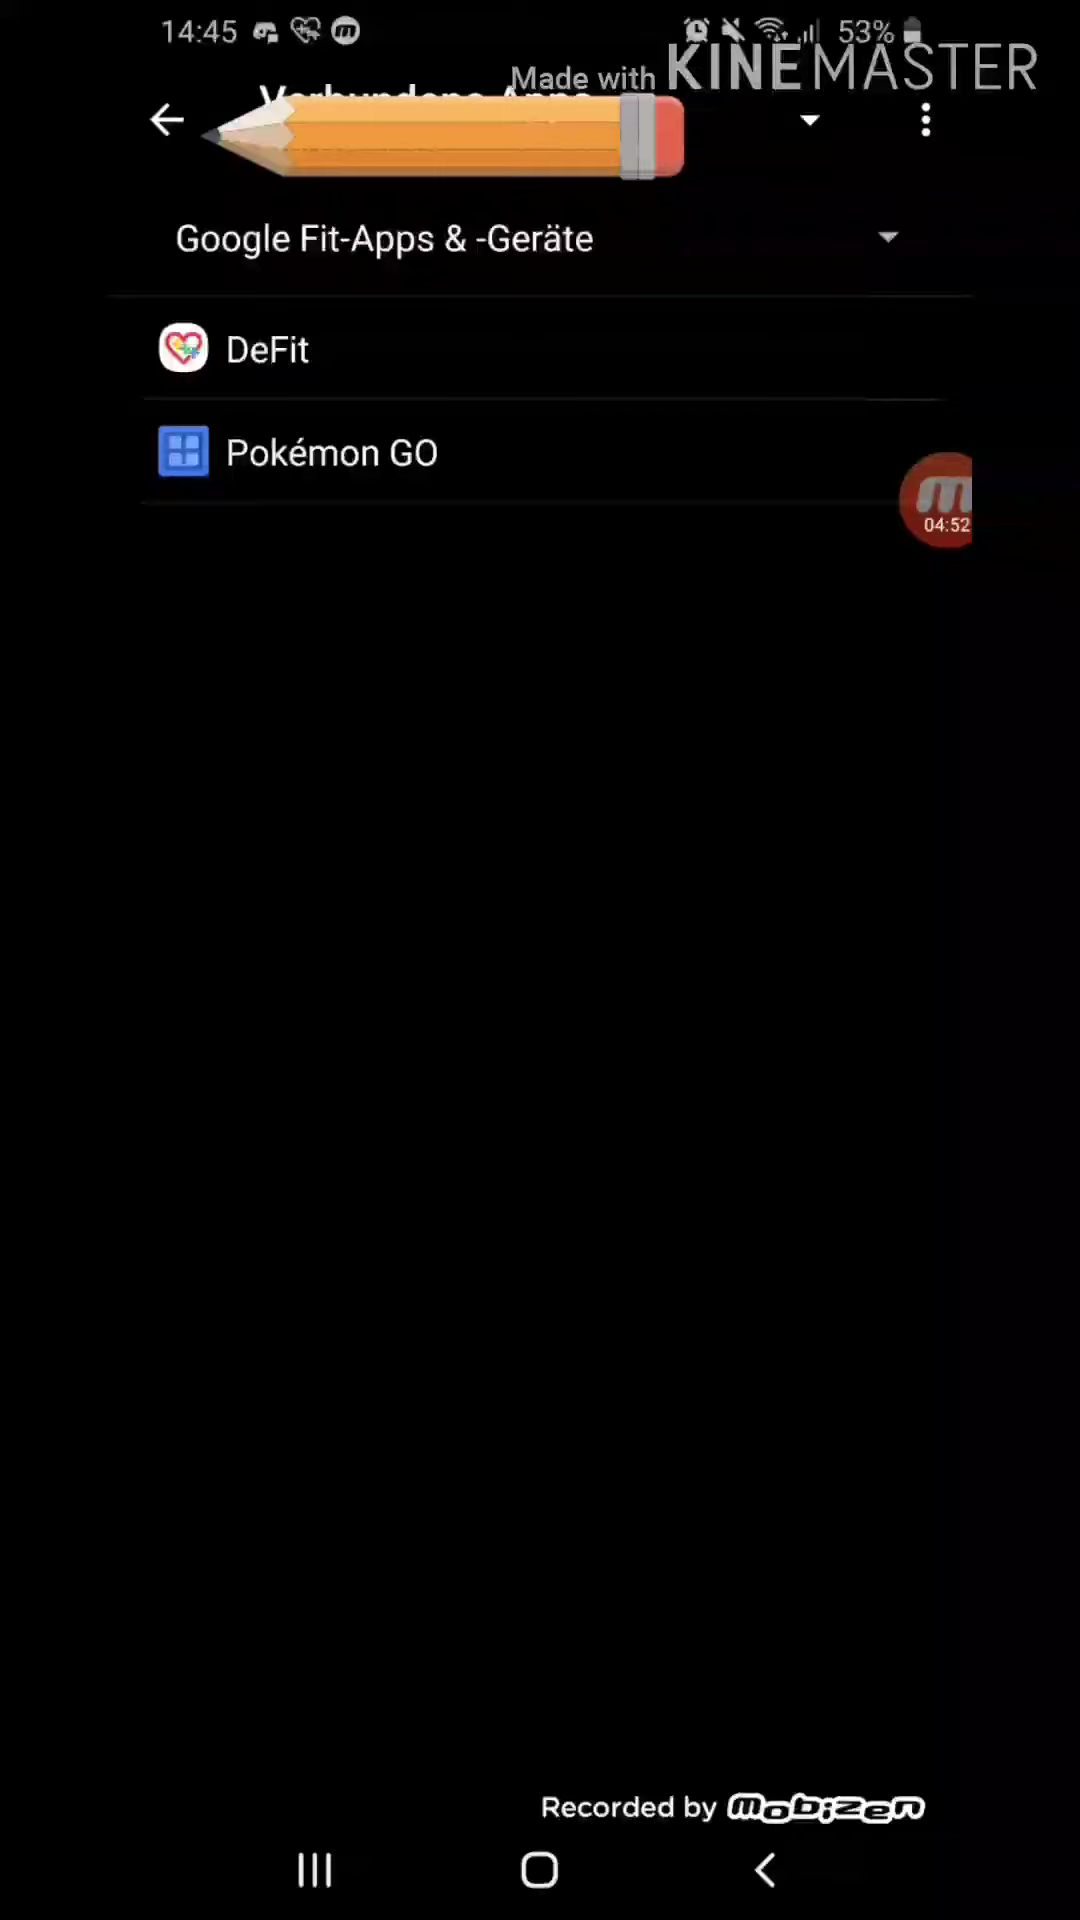 14:45 53%
Made with KINEMASTER
Verbundene Apps
Google Fit-Apps & -Geräte
DeFit
Pokémon GO
04:52
Recorded by mobizen